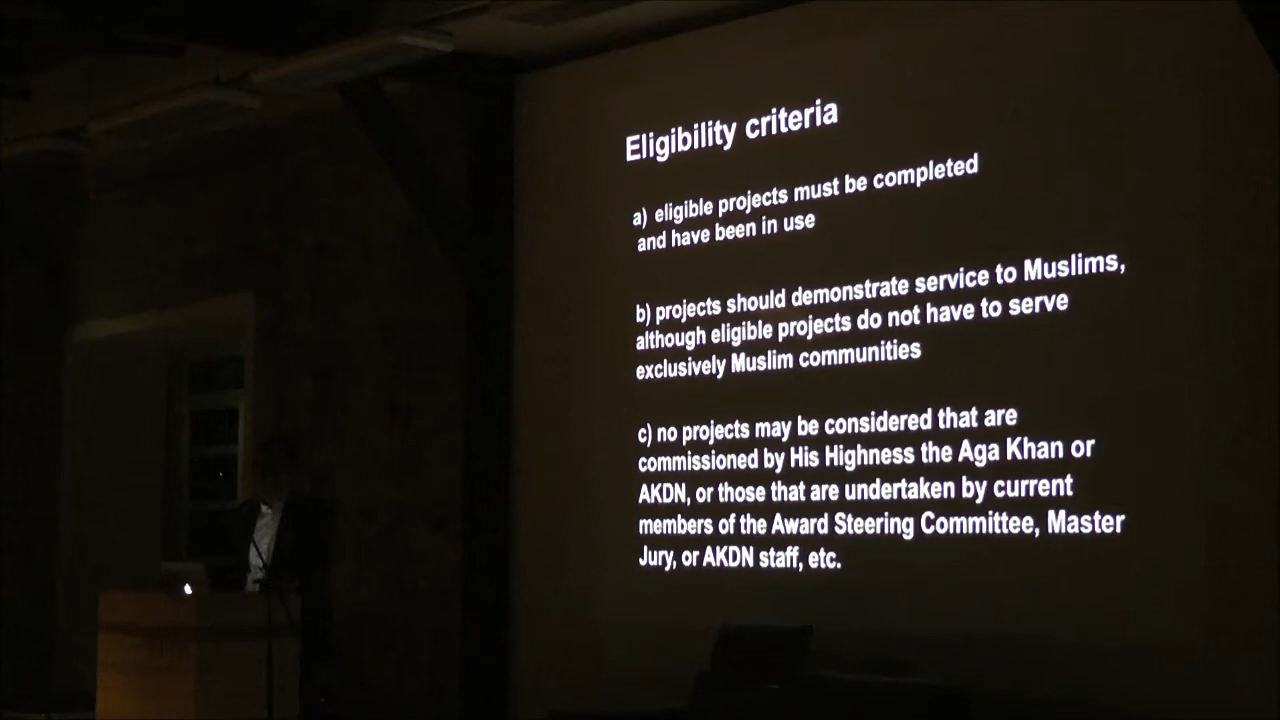 Eligibility criteria
a) eligible projects must be completed
and have been in use
b) projects should demonstrate service to Muslims,
although eligible projects do not have to serve
exclusively Muslim communities
c) no projects may be considered that are
commissioned by His Highness the Aga Khan or
AKDN, or those that are undertaken by current
members of the Award Steering Committee, Master
Jury, or AKDN staff, etc.